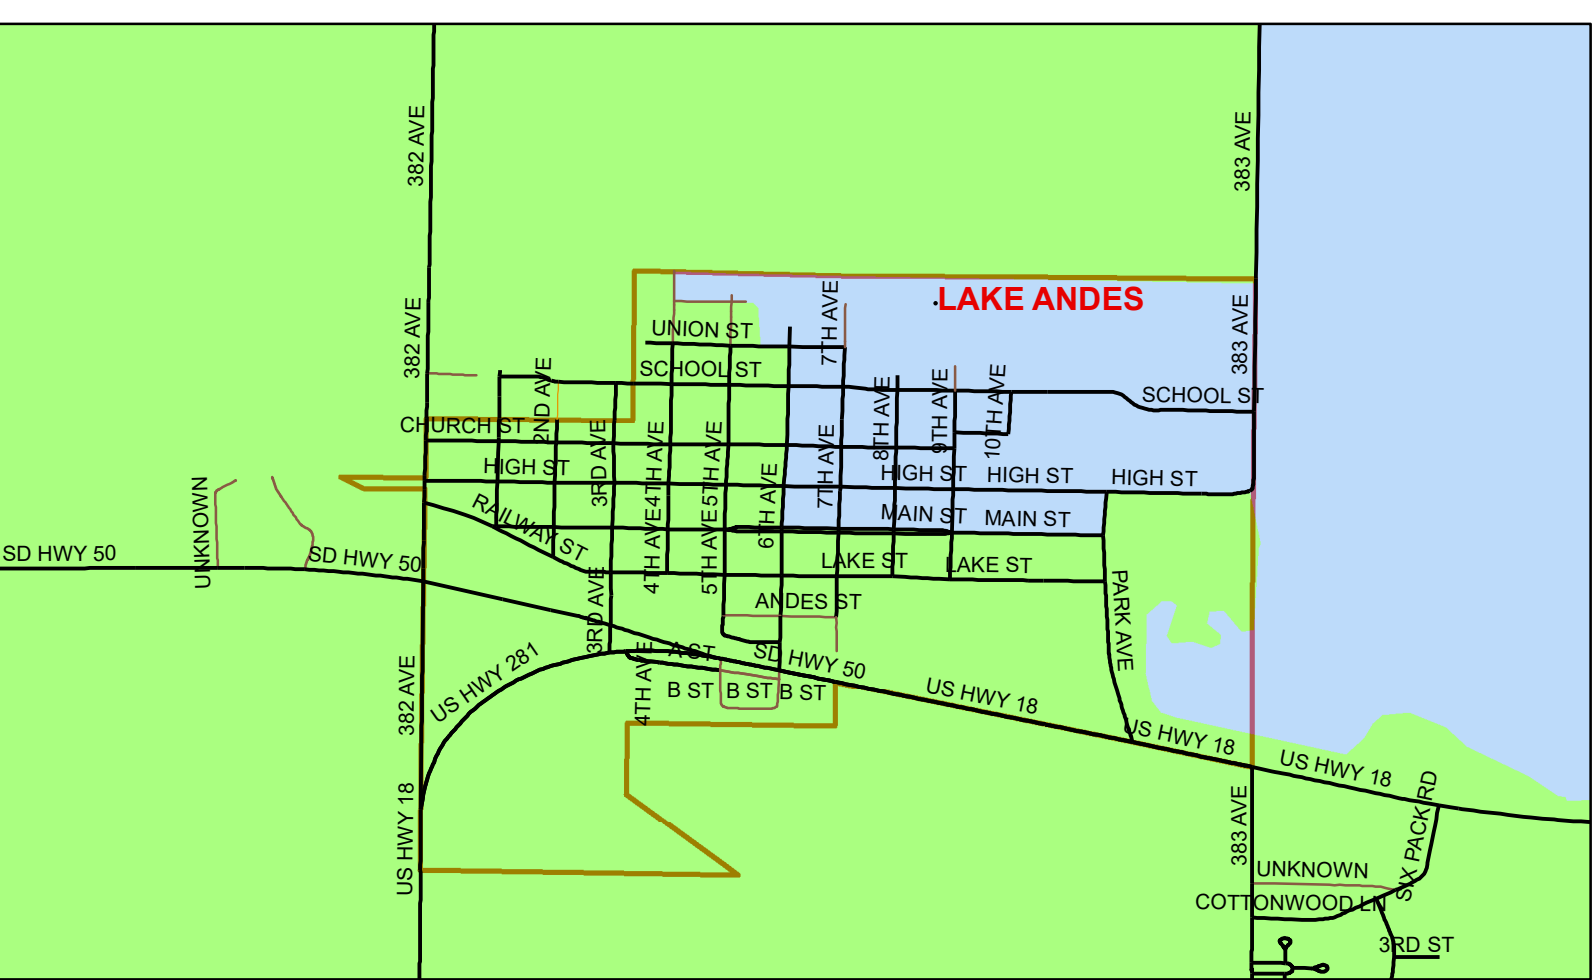 382 AVE
383 AVE
LAKE ANDES
382 AVE
7TH AVE
383 AVE
UNION ST
SCHOOL ST
2ND AVE
8TH AVE
9TH AVE
10TH AVE
SCHOOL ST
CHURCH ST
3RD AVE
4TH AVE
5TH AVE
6TH AVE
7TH AVE
HIGH ST
HIGH ST
HIGH ST
HIGH ST
RAILWAY ST
4TH AVE
5TH AVE
MAIN ST
MAIN ST
UNKNOWN
SD HWY 50
SD HWY 50
LAKE ST
LAKE ST
3RD AVE
ANDES ST
PARK AVE
382 AVE
US HWY 281
4TH AVE
A ST
SD HWY 50
B ST
B ST
B ST
US HWY 18
US HWY 18
US HWY 18
US HWY 18
383 AVE
SIX PACK RD
UNKNOWN
COTTONWOOD LN
3RD ST